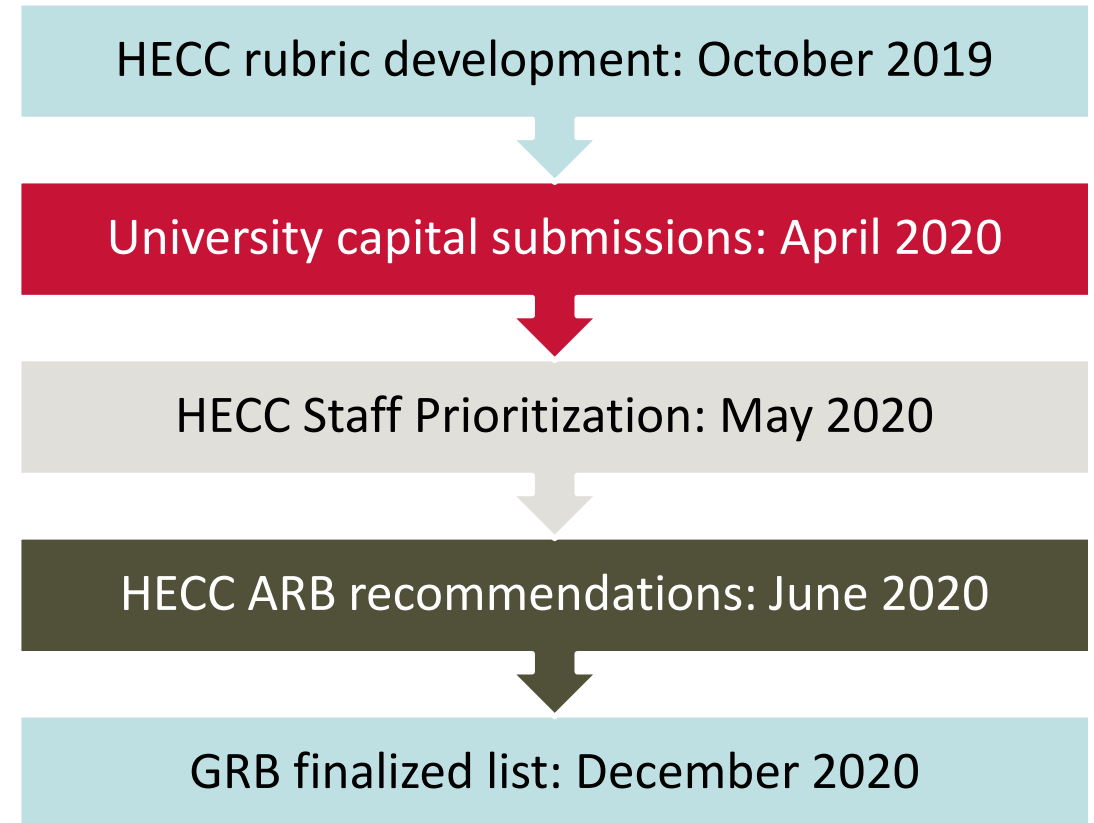 HECC rubric development: October 2019
University capital submissions: April 2020
HECC Staff Prioritization: May 2020
HECC ARB recommendations: June 2020
GRB finalized list: December 2020